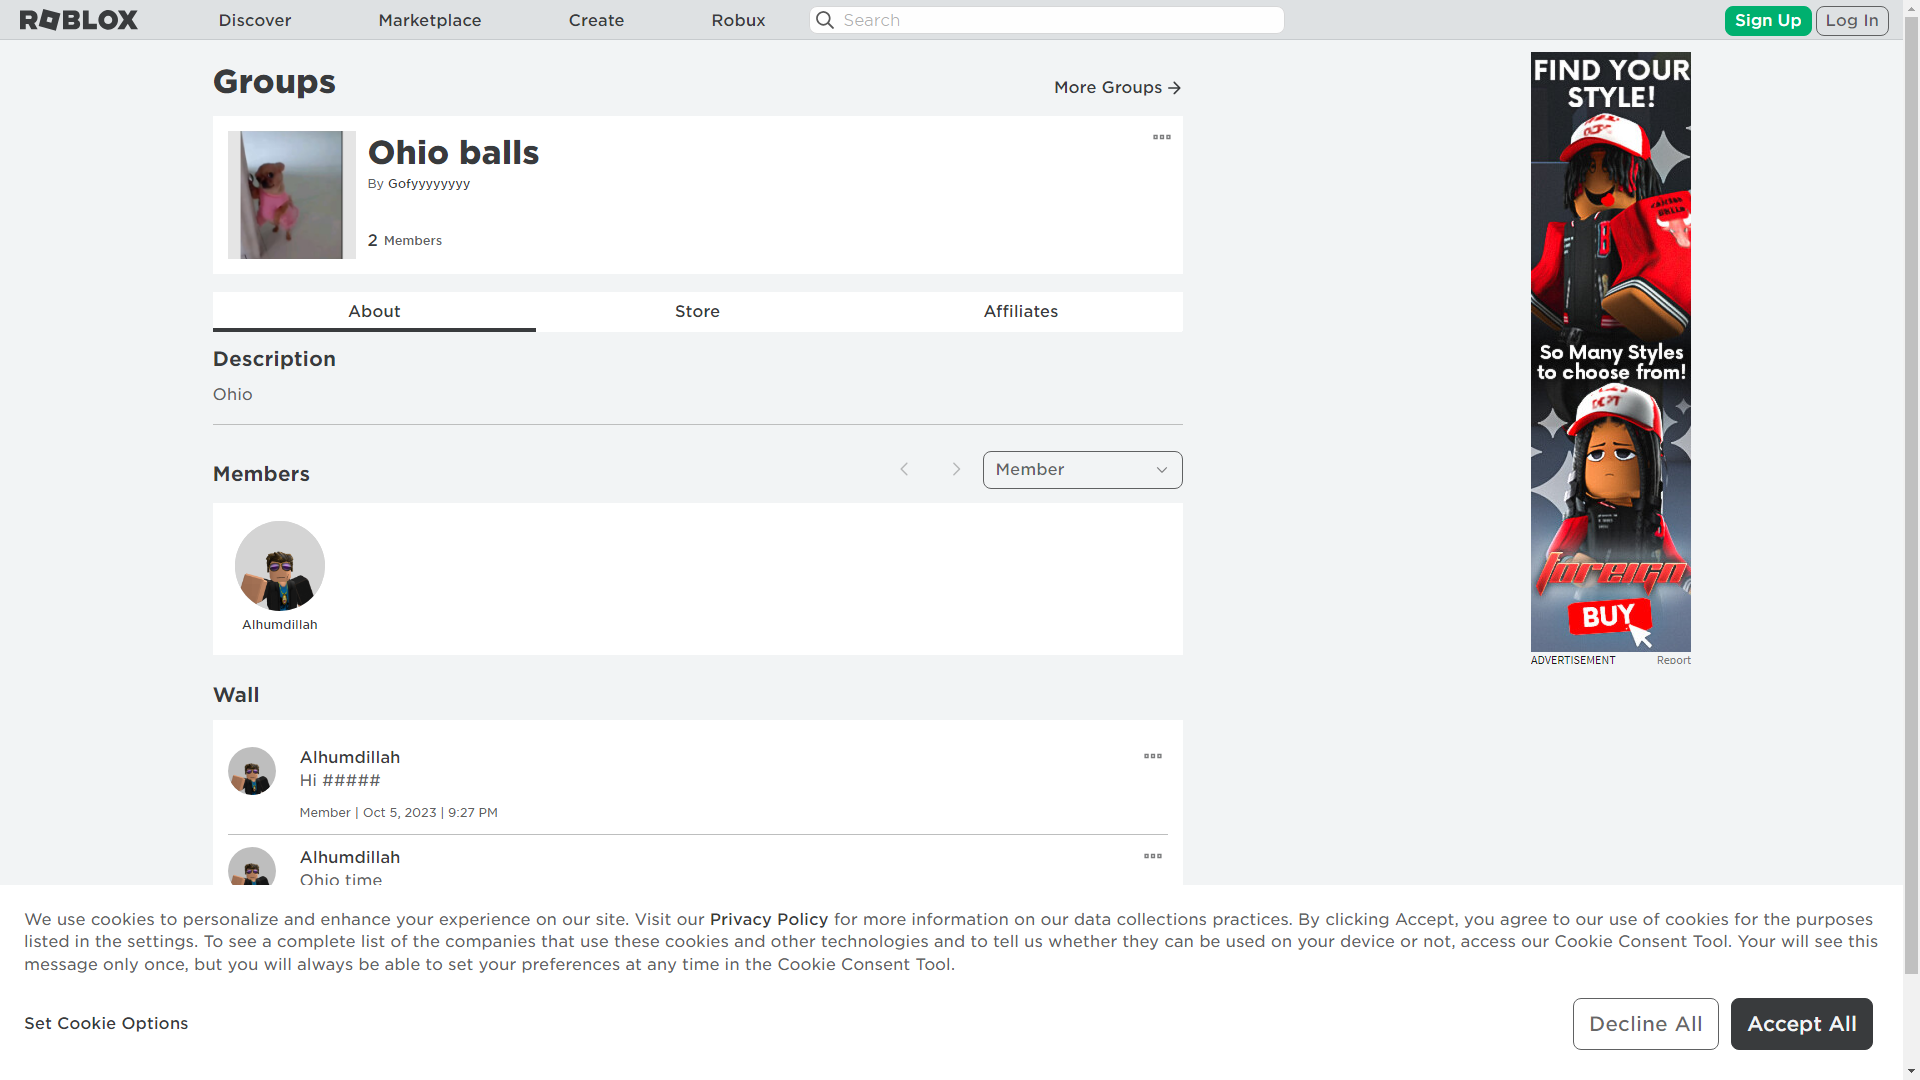 ROBLOX
Discover
Marketplace
Create
Robux
Search
Sign Up
Log In
Groups
More Groups
Ohio balls
By Gofyyyyyyyy
2 Members
About
Store
Affiliates
Description
Ohio
Members
Member
Alhumdillah
Wall
Alhumdillah
Hi #####
Member | Oct 5, 2023 | 9:27 PM
Alhumdillah
Ohio time
FIND YOUR
STYLE!
So Many Styles
to choose from!
foreign
BUY
ADVERTISEMENT
Report
We use cookies to personalize and enhance your experience on our site. Visit our Privacy Policy for more information on our data collections practices. By clicking Accept, you agree to our use of cookies for the purposes
listed in the settings. To see a complete list of the companies that use these cookies and other technologies and to tell us whether they can be used on your device or not, access our Cookie Consent Tool. Your will see this
message only once, but you will always be able to set your preferences at any time in the Cookie Consent Tool.
Set Cookie Options
Decline All
Accept All